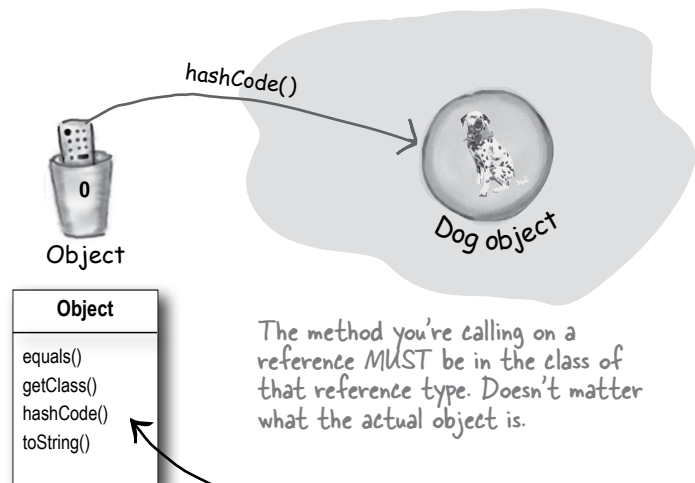 hashCode()
o
Object
Dog object
Object
equals()
getClass()
hashCode()
toString()
The method you're calling on a
reference MUST be in the class of
that reference type. Doesn't matter
what the actual object is.